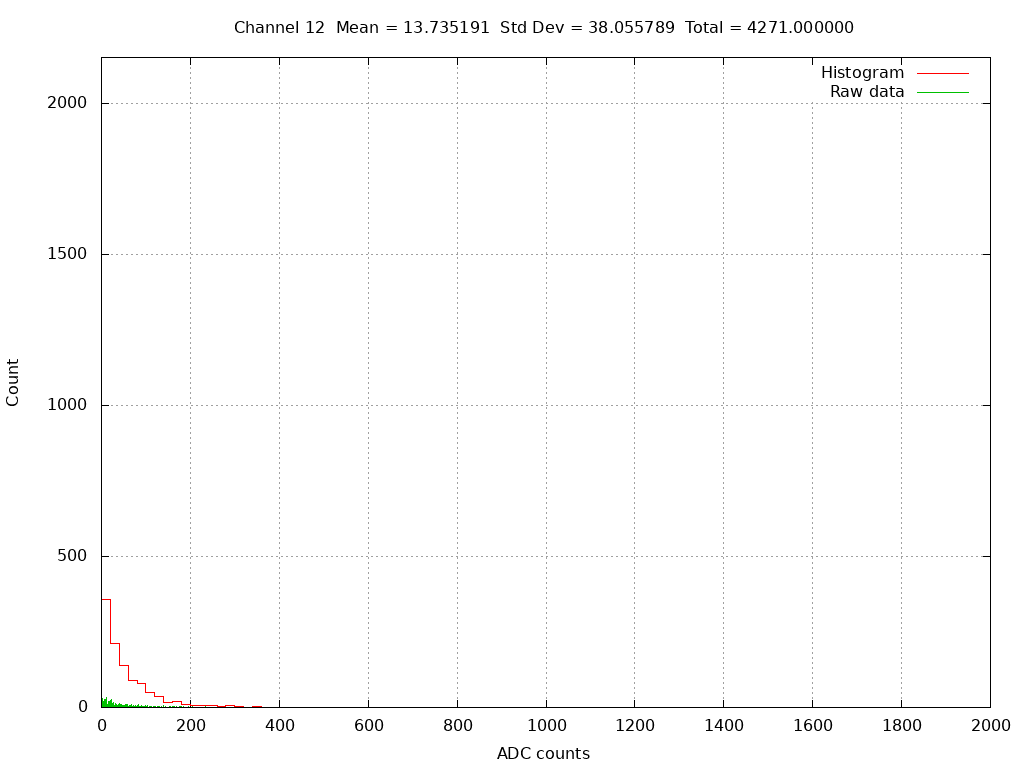 Channel 12  Mean = 13.735191  Std Dev = 38.055789  Total = 4271.000000
Histogram
Raw data
2000
1500
1000
500
0
Count
0 200 400 600 800 1000 1200 1400 1600 1800 2000
ADC counts